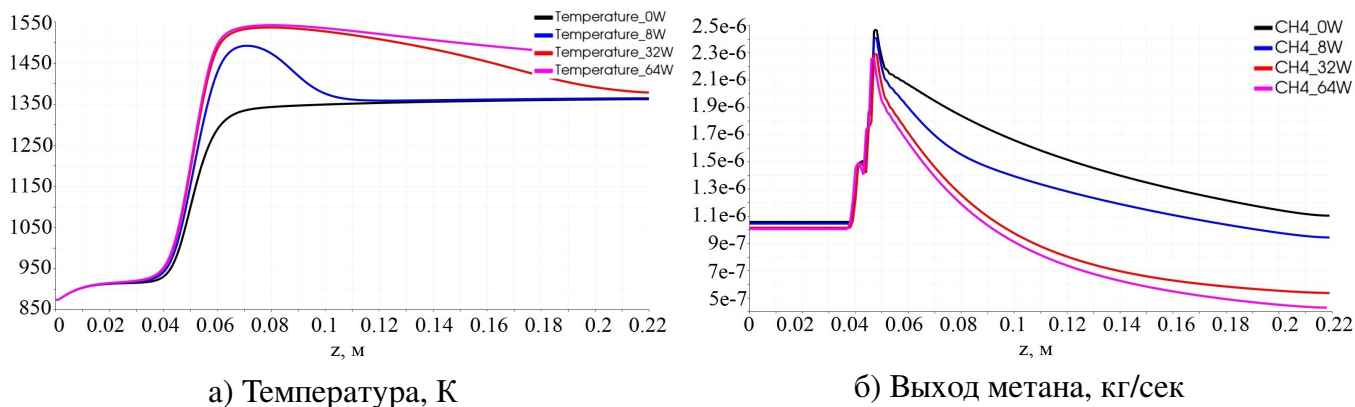 1550
1450
1350
1250
1150
1050
950
850
0
0.02
0.04
0.06
0.08
0.1
0.12
0.14
0.16
0.18
0.2
0.22
z, м
Temperature_0W
Temperature_8W
Temperature_32W
Temperature_64W
а) Температура, К
2.5e-6
2.3e-6
2.1e-6
1.9e-6
1.7e-6
1.5e-6
1.3e-6
1.1e-6
9e-7
7e-7
5e-7
0
0.02
0.04
0.06
0.08
0.1
0.12
0.14
0.16
0.18
0.2
0.22
z, м
CH4_0W
CH4_8W
CH4_32W
CH4_64W
б) Выход метана, кг/сек